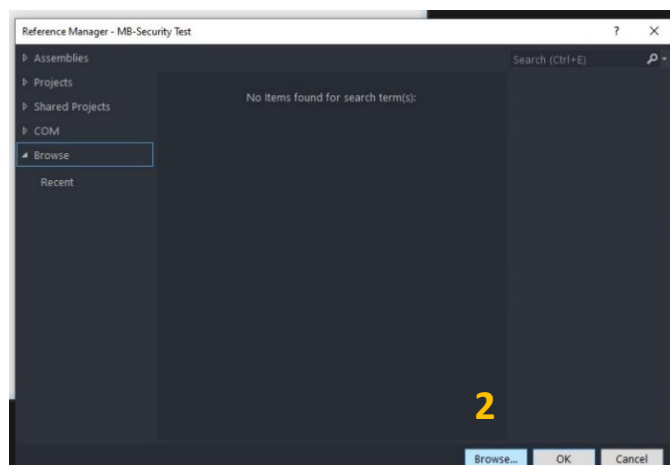 Reference Manager - MB-Security Test
?
Assemblies
Search (Ctrl+E)
Projects
No Items found for search term(s):
Shared Projects
COM
Browse
Recent
2
Browse... OK Cancel